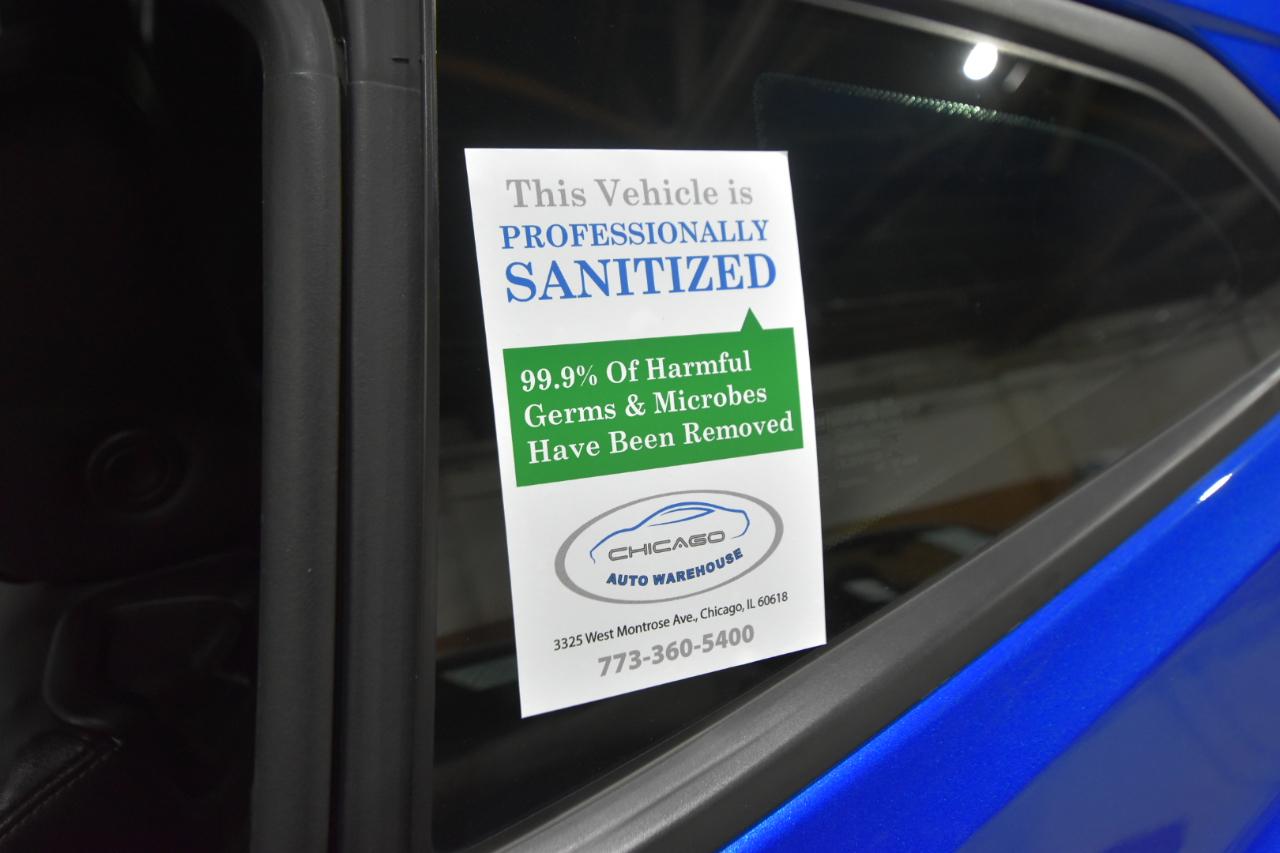 This Vehicle is
PROFESSIONALLY
SANITIZED
99.9% Of Harmful
Germs & Microbes
Have Been Removed
CHICAGO
AUTO WAREHOUSE
3325 West Montrose Ave., Chicago, IL 60618
773-360-5400